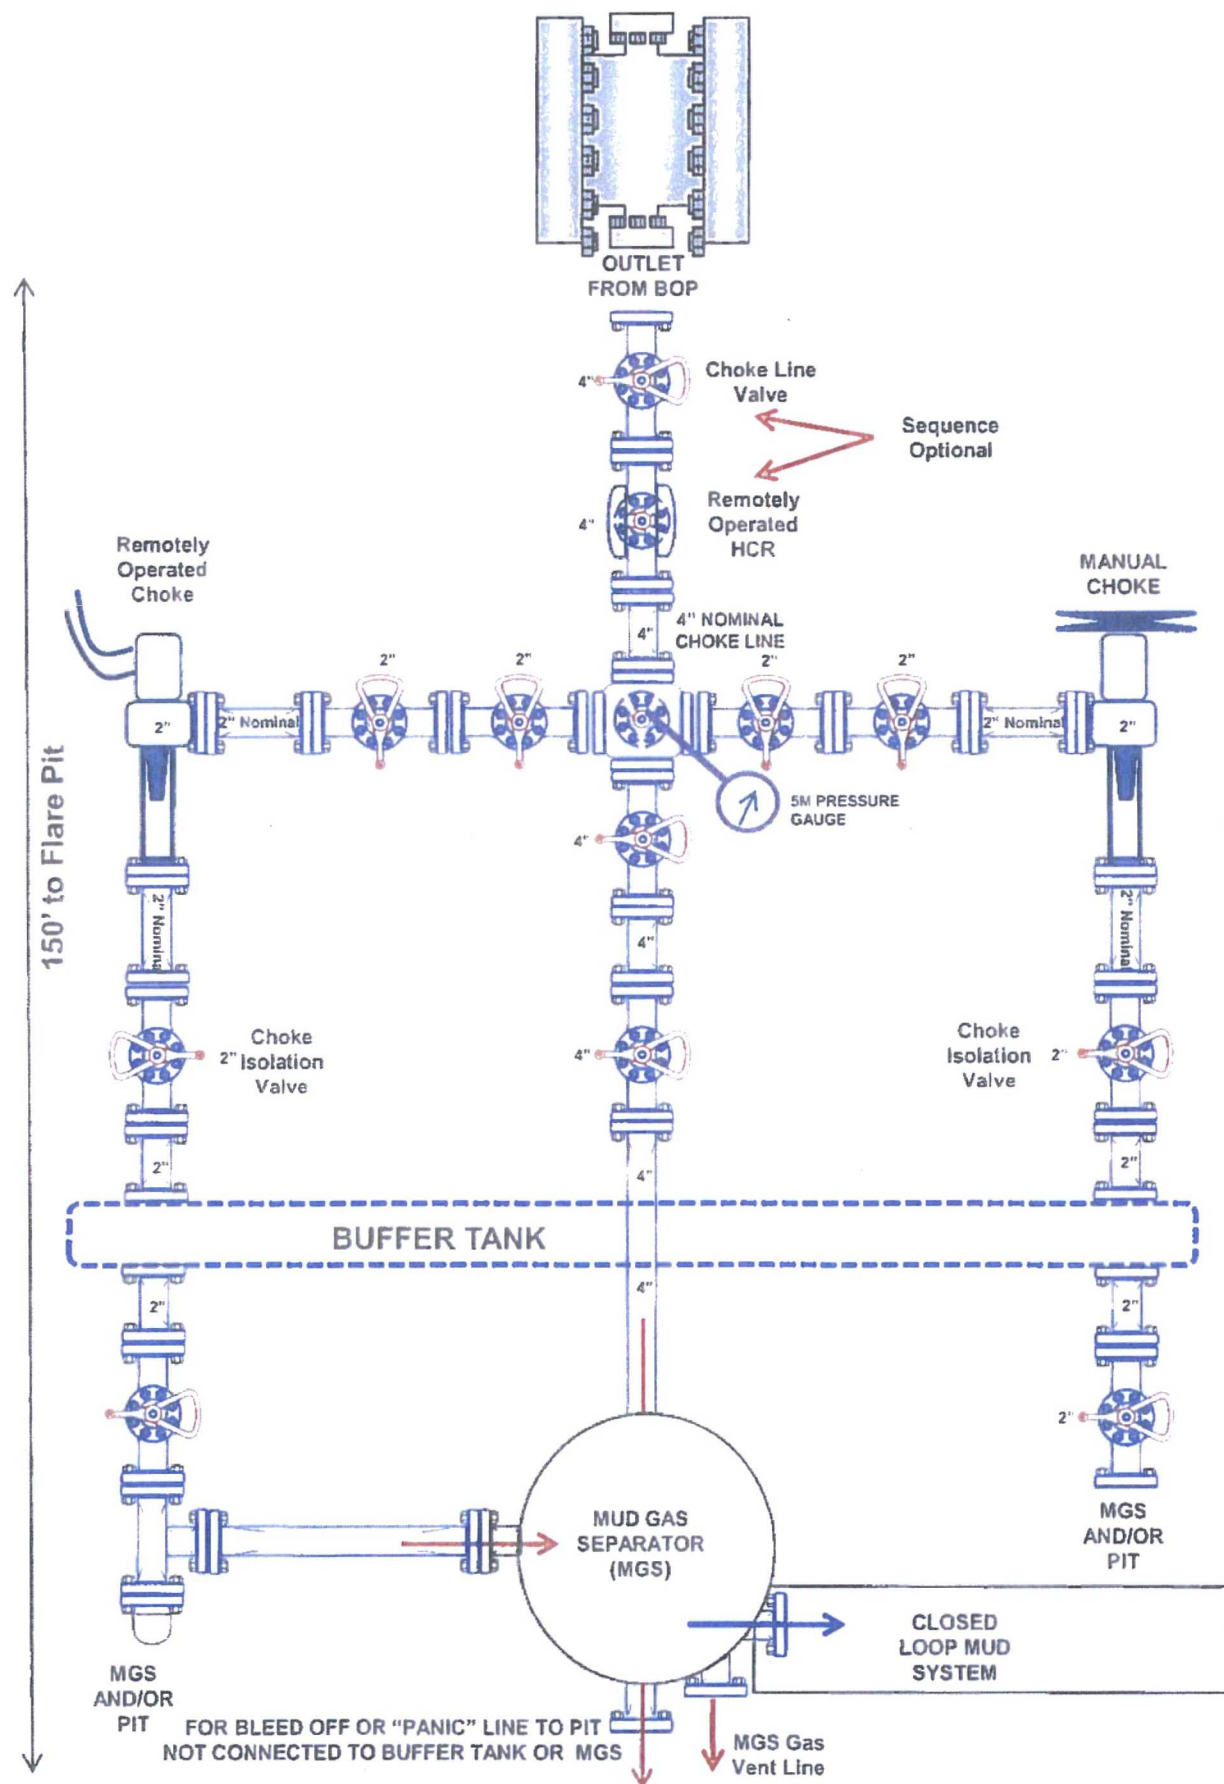 OUTLET
FROM BOP
4"
Choke Line
Valve
Sequence
Optional
4"
Remotely
Operated
HCR
Remotely
Operated
Choke
MANUAL
CHOKE
4" NOMINAL
CHOKE LINE
4"
2"
2"
2"
2"
2"
2" Nominal
2" Nominal
2"
5M PRESSURE
GAUGE
4"
150' to Flare Pit
2" Nominal
4"
2" Nominal
Choke
Isolation
Valve
2"
4"
Choke
Isolation
Valve
2"
2"
4"
2"
BUFFER TANK
2"
4"
2"
2"
MUD GAS
SEPARATOR
(MGS)
MGS
AND/OR
PIT
CLOSED
LOOP MUD
SYSTEM
MGS
AND/OR
PIT
FOR BLEED OFF OR "PANIC" LINE TO PIT
NOT CONNECTED TO BUFFER TANK OR MGS
MGS Gas
Vent Line